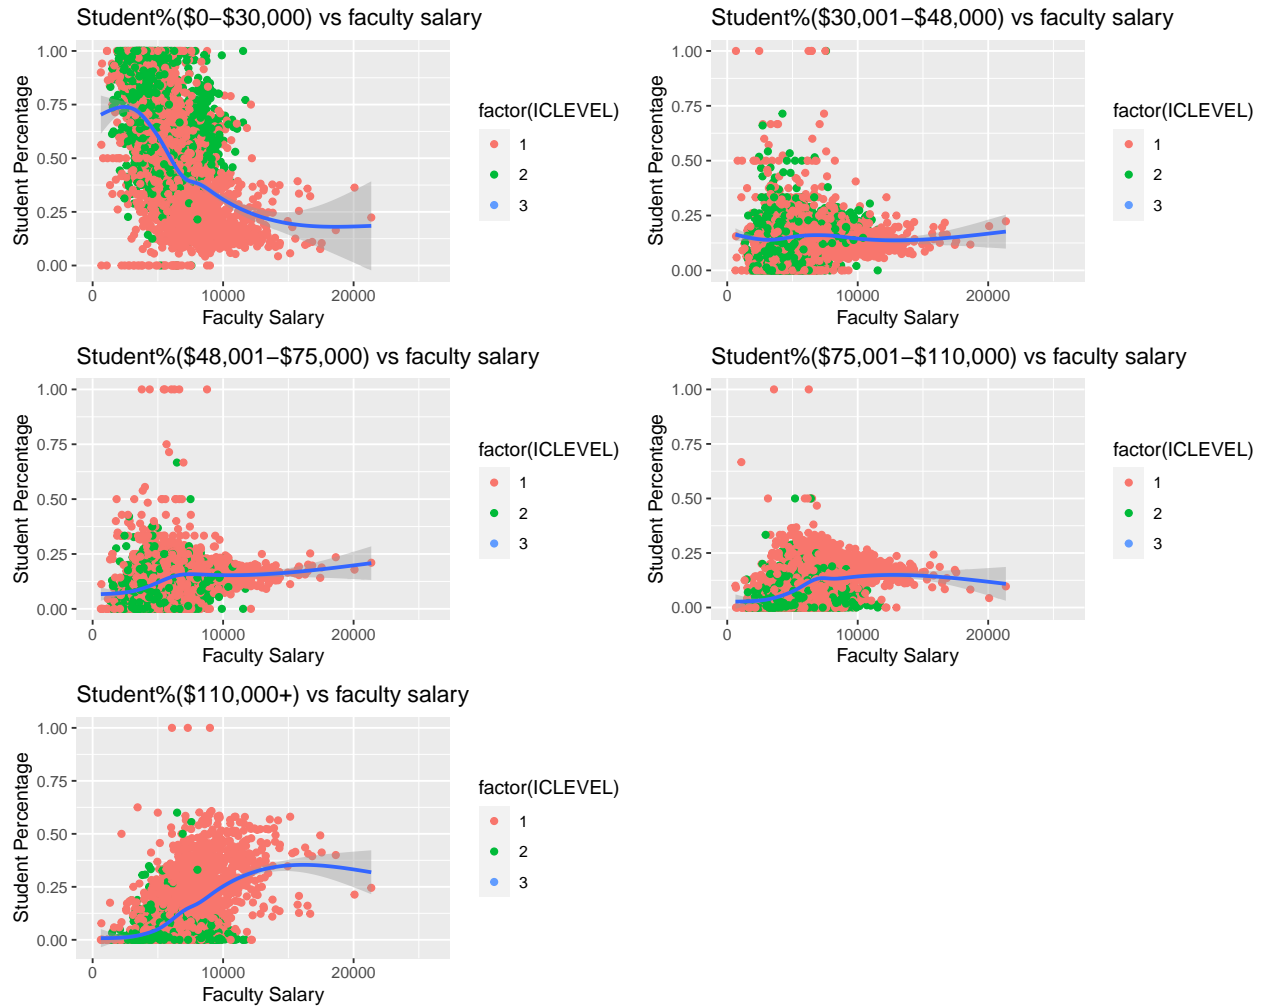 Student%($0−$30,000) vs faculty salary
Student Percentage
1.00
0.75
0.50
0.25
0.00
0
10000
20000
Faculty Salary
factor(ICLEVEL)
1
2
3
Student%($30,001−$48,000) vs faculty salary
Student Percentage
1.00
0.75
0.50
0.25
0.00
0
10000
20000
Faculty Salary
factor(ICLEVEL)
1
2
3
Student%($48,001−$75,000) vs faculty salary
Student Percentage
1.00
0.75
0.50
0.25
0.00
0
10000
20000
Faculty Salary
factor(ICLEVEL)
1
2
3
Student%($75,001−$110,000) vs faculty salary
Student Percentage
1.00
0.75
0.50
0.25
0.00
0
10000
20000
Faculty Salary
factor(ICLEVEL)
1
2
3
Student%($110,000+) vs faculty salary
Student Percentage
1.00
0.75
0.50
0.25
0.00
0
10000
20000
Faculty Salary
factor(ICLEVEL)
1
2
3